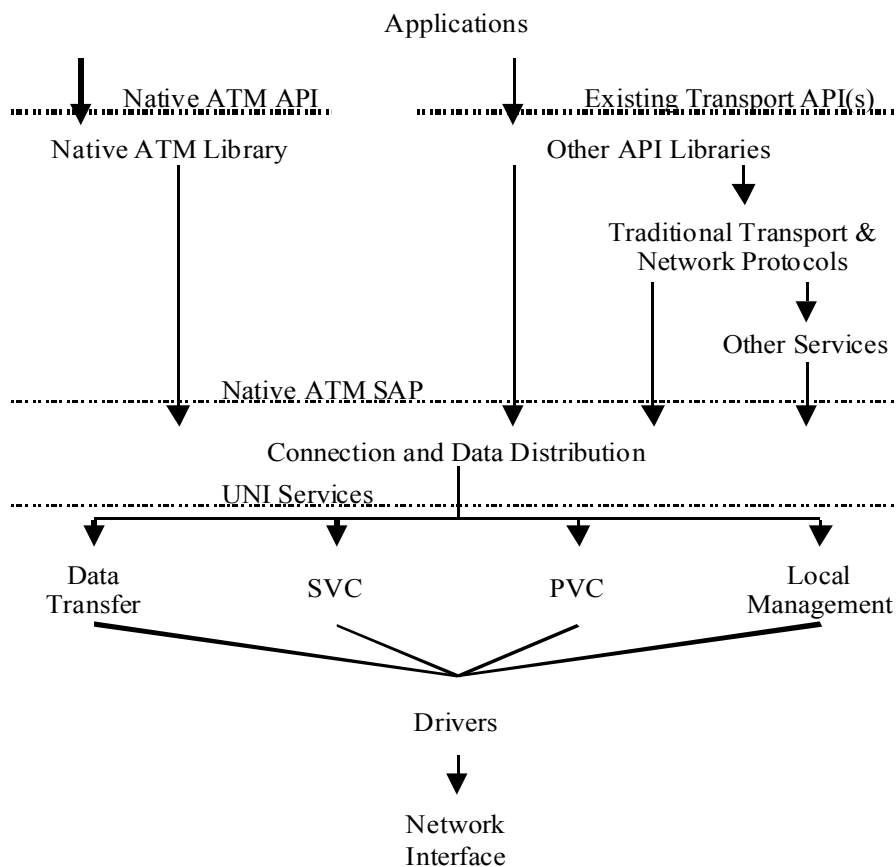 Applications
Native ATM API
Existing Transport API(s)
Native ATM Library
Other API Libraries
Traditional Transport &
Network Protocols
Other Services
Native ATM SAP
Connection and Data Distribution
UNI Services
Data
Transfer
SVC
PVC
Local
Management
Drivers
Network
Interface